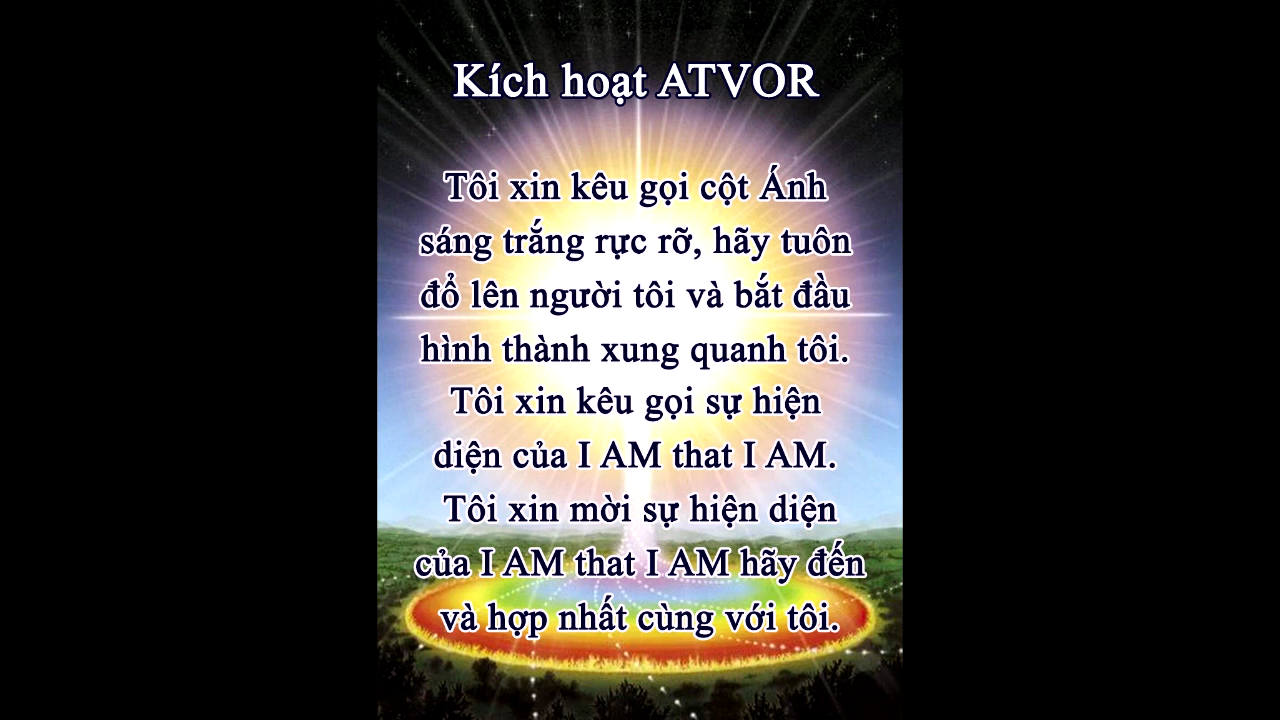 Kích hoạt ATVOR
Tôi xin kêu gọi cột Ánh
sáng trắng rực rỡ, hãy tuôn
đổ lên người tôi và bắt đầu
hình thành xung quanh tôi.
Tôi xin kêu gọi sự hiện
diện của I AM that I AM.
Tôi xin mời sự hiện diện
của I AM that I AM hãy đến
và hợp nhất cùng với tôi.